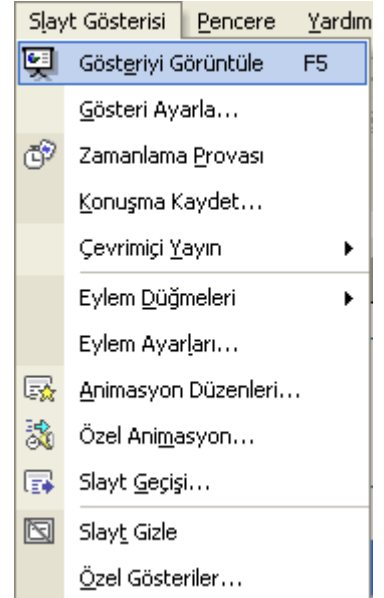 Slayt Gösterisi Pencere Yardım
Gösteriyi Görüntüle F5
Gösteri Ayarla...
Zamanlama Provası
Konuşma Kaydet...
Çevrimiçi Yayın
Eylem Düğmeleri
Eylem Ayarları...
Animasyon Düzenleri...
Özel Animasyon...
Slayt Geçişi...
Slayt Gizle
Özel Gösteriler...